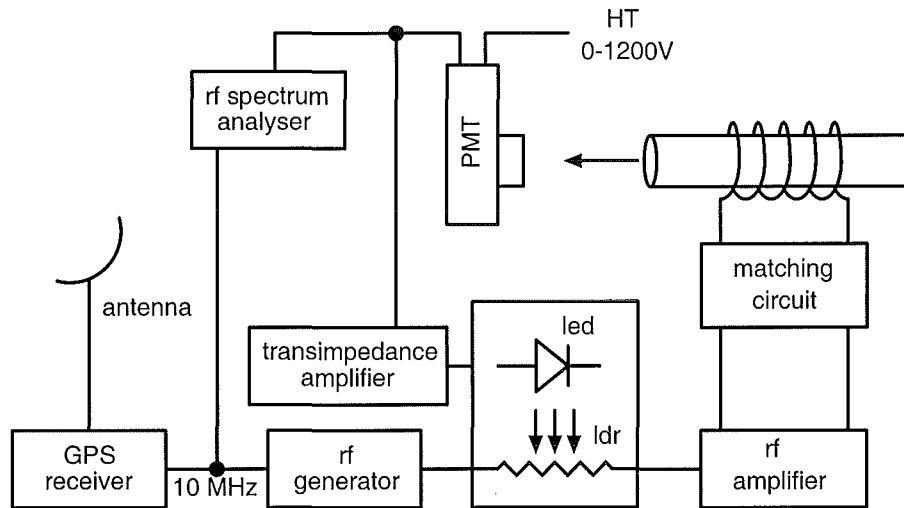 HT
0-1200V
rf spectrum
analyser
PMT
matching
circuit
antenna
led
transimpedance
amplifier
ldr
GPS
receiver
10 MHz
rf
generator
rf
amplifier